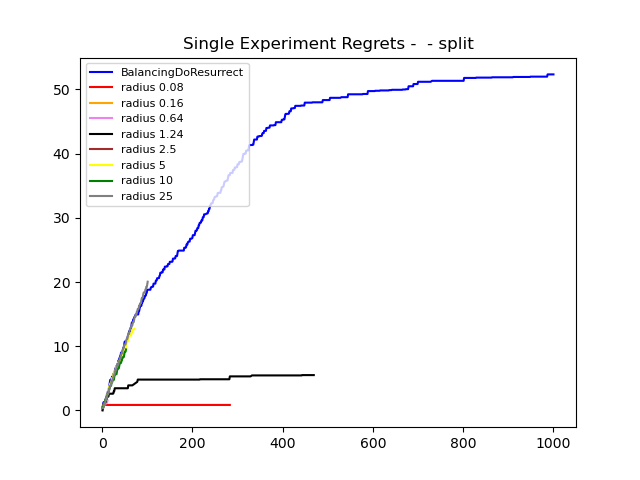 Single Experiment Regrets -  - split
BalancingDoResurrect
radius 0.08
radius 0.16
radius 0.64
radius 1.24
radius 2.5
radius 5
radius 10
radius 25
50
40
30
20
10
0
0 200 400 600 800 1000